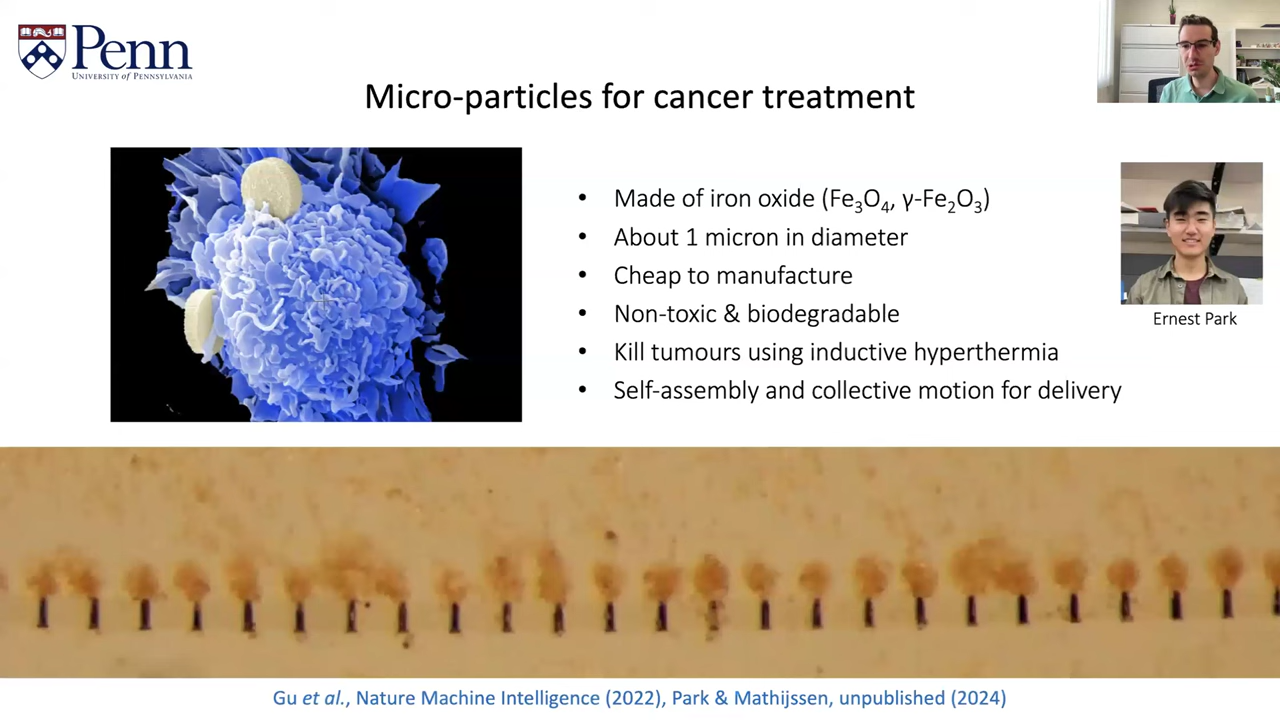 Penn
UNIVERSITY of PENNSYLVANIA
Micro-particles for cancer treatment
• Made of iron oxide (Fe₃O₄, γ-Fe₂O₃)
• About 1 micron in diameter
• Cheap to manufacture
• Non-toxic & biodegradable
• Kill tumours using inductive hyperthermia
• Self-assembly and collective motion for delivery
Ernest Park
Gu et al., Nature Machine Intelligence (2022), Park & Mathijssen, unpublished (2024)